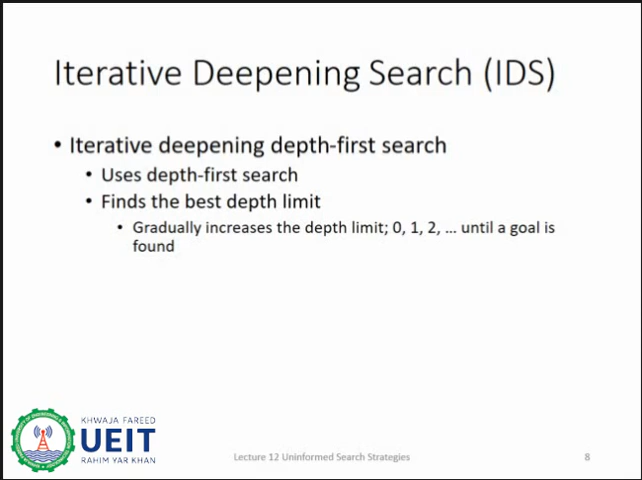 Iterative Deepening Search (IDS)
• Iterative deepening depth-first search
• Uses depth-first search
• Finds the best depth limit
• Gradually increases the depth limit; 0, 1, 2, … until a goal is
found
KHWAJA FAREED
UEIT
RAHIM YAR KHAN
Lecture 12 Uninformed Search Strategies
8